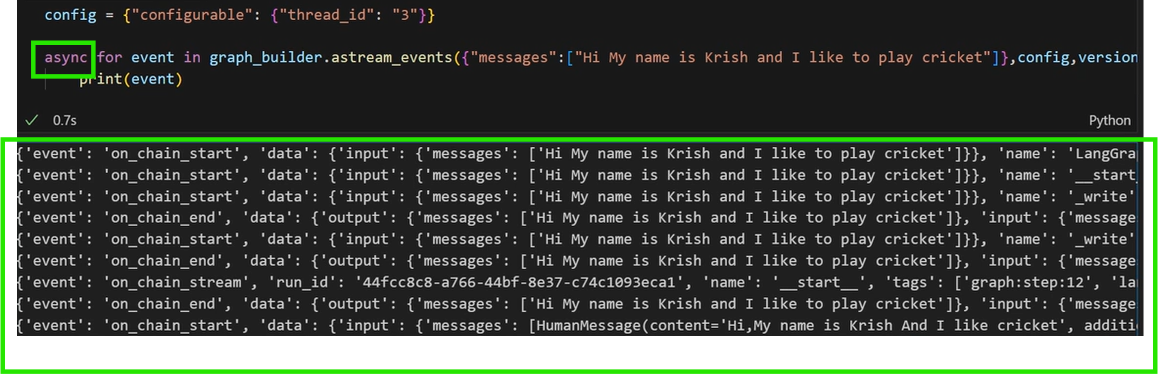 config = {"configurable": {"thread_id": "3"}}
async for event in graph_builder.astream_events({"messages":["Hi My name is Krish and I like to play cricket"]},config,version
print(event)
0.7s
Python
{'event': 'on_chain_start', 'data': {'input': {'messages': ['Hi My name is Krish and I like to play cricket']}}, 'name': 'LangGra
{'event': 'on_chain_start', 'data': {'input': {'messages': ['Hi My name is Krish and I like to play cricket']}}, 'name': '__start_
{'event': 'on_chain_start', 'data': {'input': {'messages': ['Hi My name is Krish and I like to play cricket']}}, 'name': '_write'
{'event': 'on_chain_end', 'data': {'output': {'messages': ['Hi My name is Krish and I like to play cricket']}, 'input': {'message
{'event': 'on_chain_start', 'data': {'input': {'messages': ['Hi My name is Krish and I like to play cricket']}}, 'name': '_write'
{'event': 'on_chain_end', 'data': {'output': {'messages': ['Hi My name is Krish and I like to play cricket']}, 'input': {'message
{'event': 'on_chain_stream', 'run_id': '44fcc8c8-a766-44bf-8e37-c74c1093eca1', 'name': '__start__', 'tags': ['graph:step:12', 'la
{'event': 'on_chain_end', 'data': {'output': {'messages': ['Hi My name is Krish and I like to play cricket']}, 'input': {'message
{'event': 'on_chain_start', 'data': {'input': {'messages': [HumanMessage(content='Hi,My name is Krish And I like cricket', additi